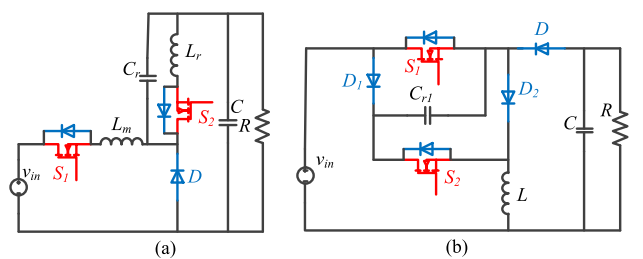 C_r
L_r
S_2
C
R
L_m
S_1
v_in
D
(a)
D
S_1
D_1
C_r1
D_2
S_2
C
R
v_in
L
(b)